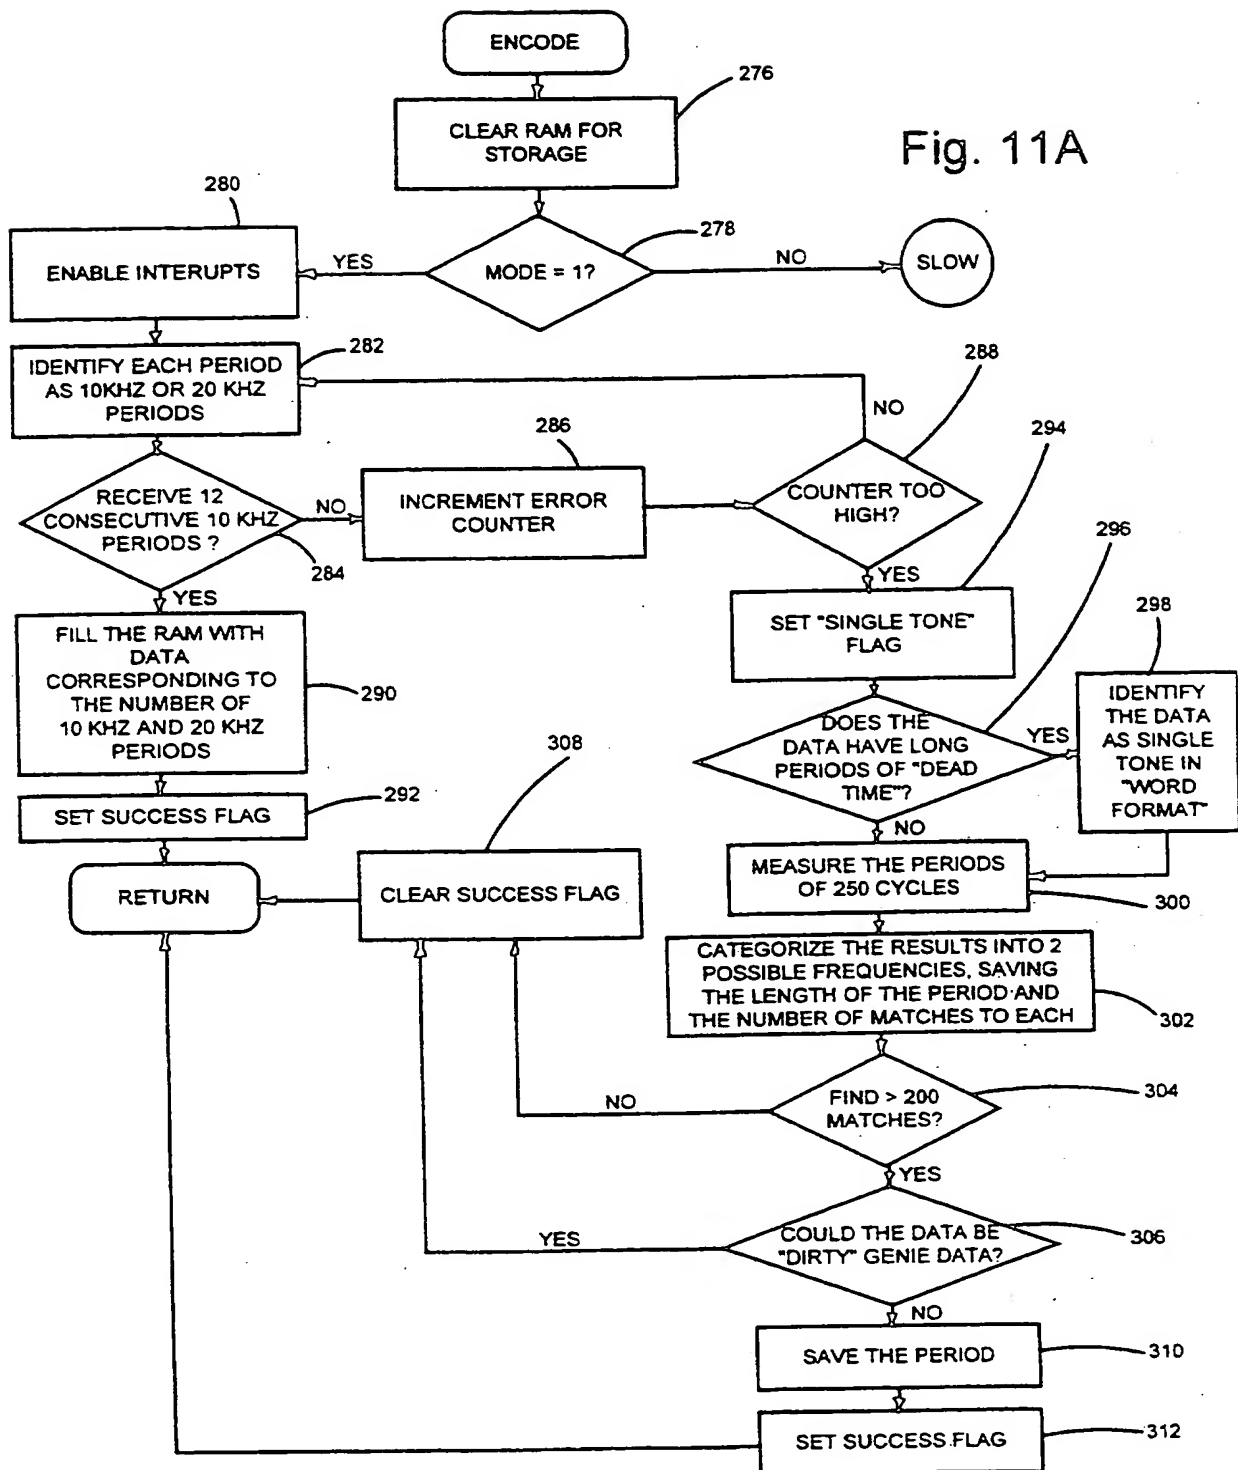 ENCODE
276
CLEAR RAM FOR
STORAGE
Fig. 11A
280
278
ENABLE INTERUPTS
YES
MODE = 1?
NO
SLOW
282
IDENTIFY EACH PERIOD
AS 10KHZ OR 20 KHZ
PERIODS
288
NO
294
286
RECEIVE 12
CONSECUTIVE 10 KHZ
PERIODS ?
NO
INCREMENT ERROR
COUNTER
COUNTER TOO
HIGH?
296
284
YES
YES
298
FILL THE RAM WITH
DATA
CORRESPONDING TO
THE NUMBER OF
10 KHZ AND 20 KHZ
PERIODS
290
SET "SINGLE TONE"
FLAG
IDENTIFY
THE DATA
AS SINGLE
TONE IN
"WORD
FORMAT"
DOES THE
DATA HAVE LONG
PERIODS OF "DEAD
TIME"?
YES
308
292
SET SUCCESS FLAG
NO
RETURN
CLEAR SUCCESS FLAG
MEASURE THE PERIODS
OF 250 CYCLES
300
CATEGORIZE THE RESULTS INTO 2
POSSIBLE FREQUENCIES, SAVING
THE LENGTH OF THE PERIOD AND
THE NUMBER OF MATCHES TO EACH
302
304
NO
FIND > 200
MATCHES?
YES
YES
COULD THE DATA BE
"DIRTY" GENIE DATA?
306
NO
SAVE THE PERIOD
310
SET SUCCESS FLAG
312